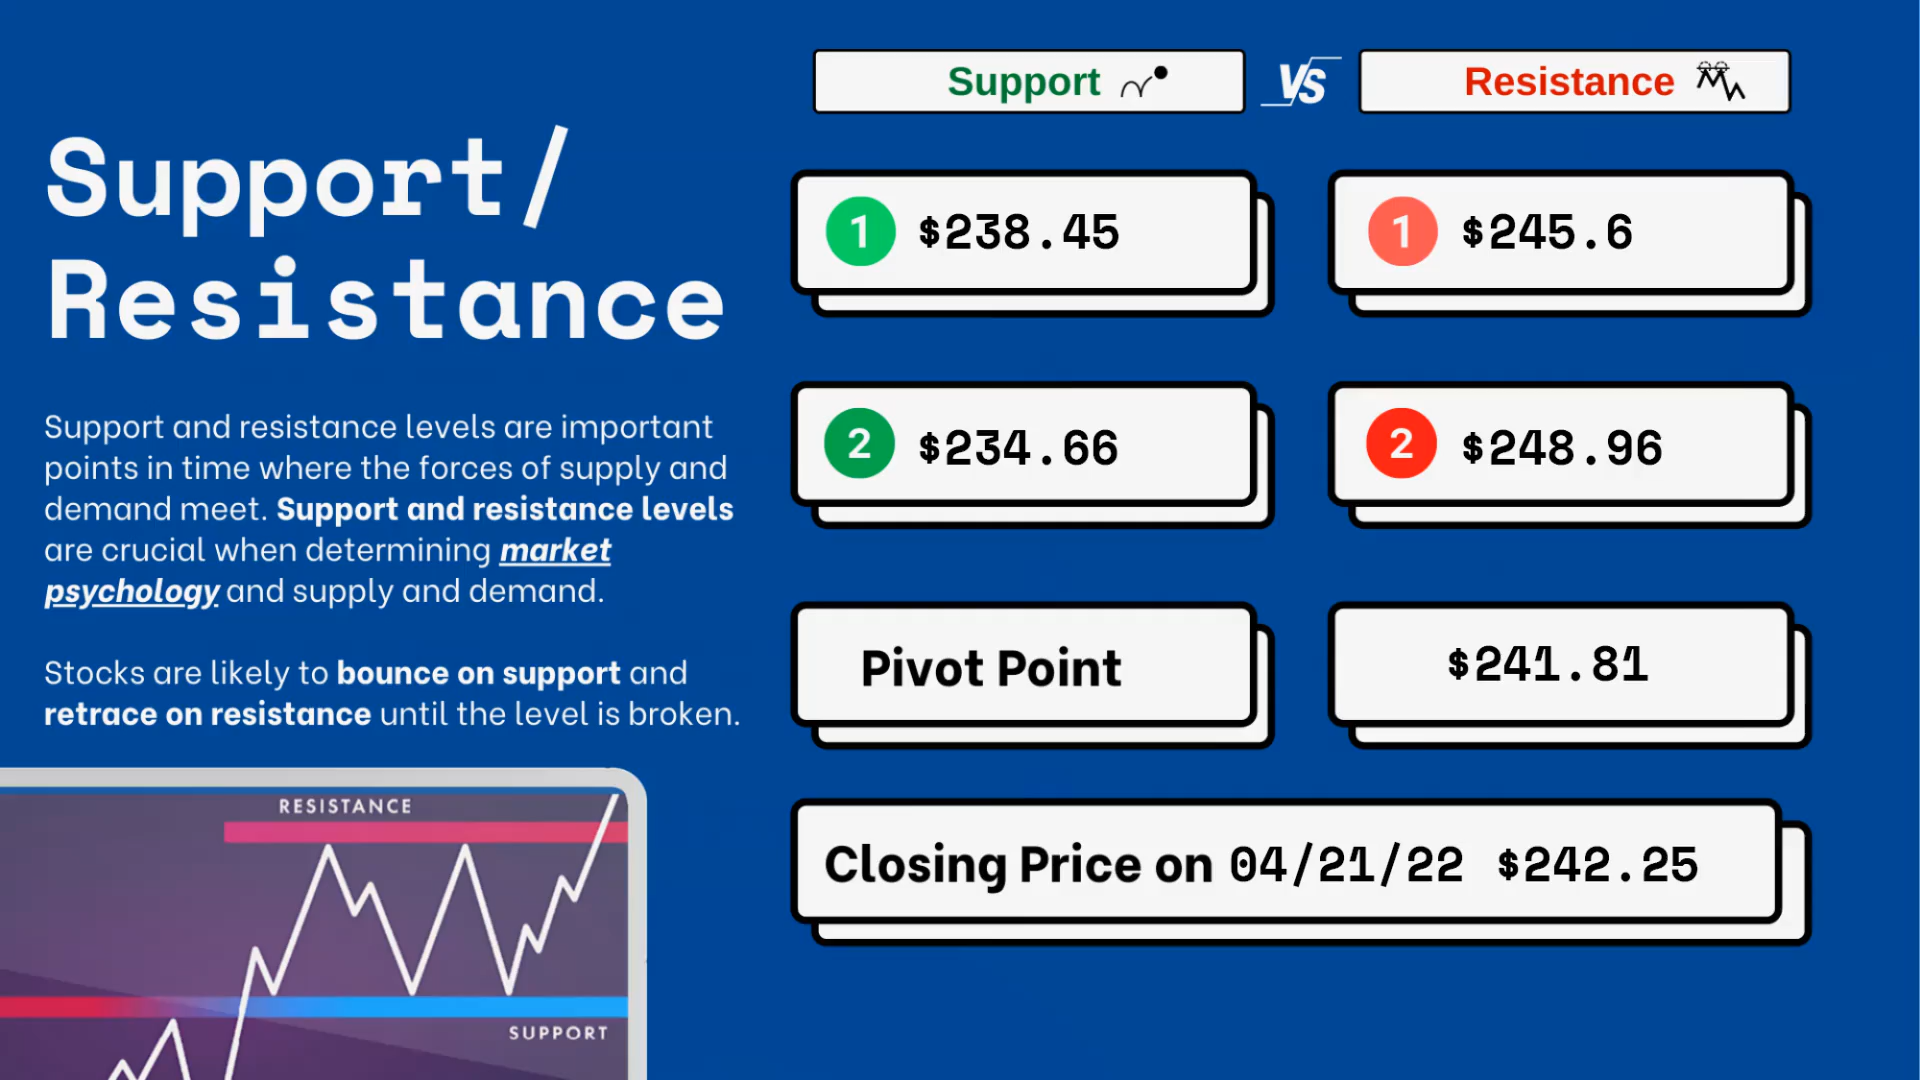 Support/
Resistance
Support and resistance levels are important
points in time where the forces of supply and
demand meet. Support and resistance levels
are crucial when determining market
psychology and supply and demand.
Stocks are likely to bounce on support and
retrace on resistance until the level is broken.
RESISTANCE
SUPPORT
Support VS Resistance
1 $238.45
1 $245.6
2 $234.66
2 $248.96
Pivot Point
$241.81
Closing Price on 04/21/22 $242.25